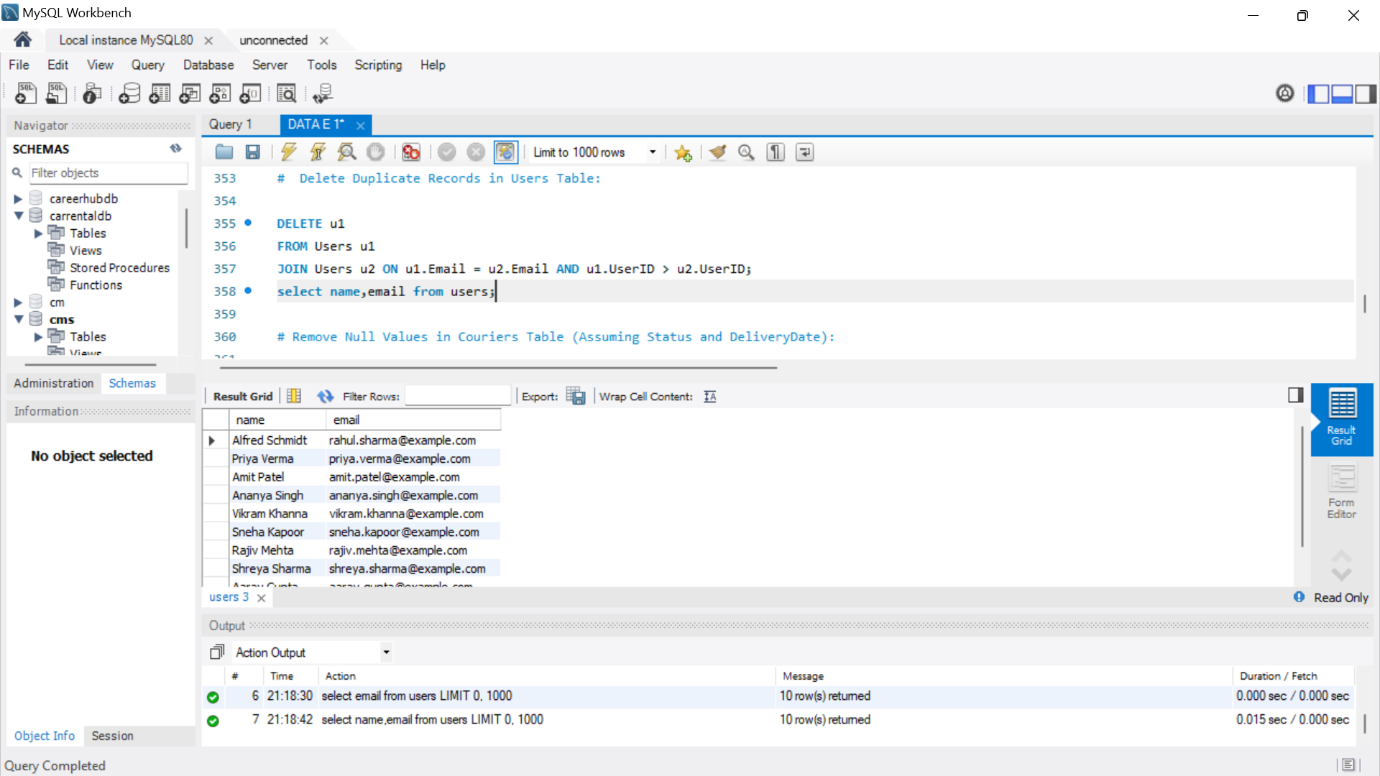 MySQL Workbench
Local instance MySQL80
unconnected
File Edit View Query Database Server Tools Scripting Help
Navigator
SCHEMAS
Filter objects
careerhubdb
carrentaldb
Tables
Views
Stored Procedures
Functions
cm
cms
Tables
Views
Administration Schemas
Information
No object selected
Object Info Session
Query Completed
Query 1 DATA E 1*
Limit to 1000 rows
353 # Delete Duplicate Records in Users Table:
354
355 DELETE u1
356 FROM Users u1
357 JOIN Users u2 ON u1.Email = u2.Email AND u1.UserID > u2.UserID;
358 select name,email from users;
359
360 # Remove Null Values in Couriers Table (Assuming Status and DeliveryDate):
361
Result Grid Filter Rows: Export: Wrap Cell Content:
name email
Alfred Schmidt rahul.sharma@example.com
Priya Verma priya.verma@example.com
Amit Patel amit.patel@example.com
Ananya Singh ananya.singh@example.com
Vikram Khanna vikram.khanna@example.com
Sneha Kapoor sneha.kapoor@example.com
Rajiv Mehta rajiv.mehta@example.com
Shreya Sharma shreya.sharma@example.com
Aarav Gupta aarav.gupta@example.com
Result
Grid
Form
Editor
users 3
Read Only
Output
Action Output
# Time Action Message Duration / Fetch
6 21:18:30 select email from users LIMIT 0, 1000 10 row(s) returned 0.000 sec / 0.000 sec
7 21:18:42 select name,email from users LIMIT 0, 1000 10 row(s) returned 0.015 sec / 0.000 sec